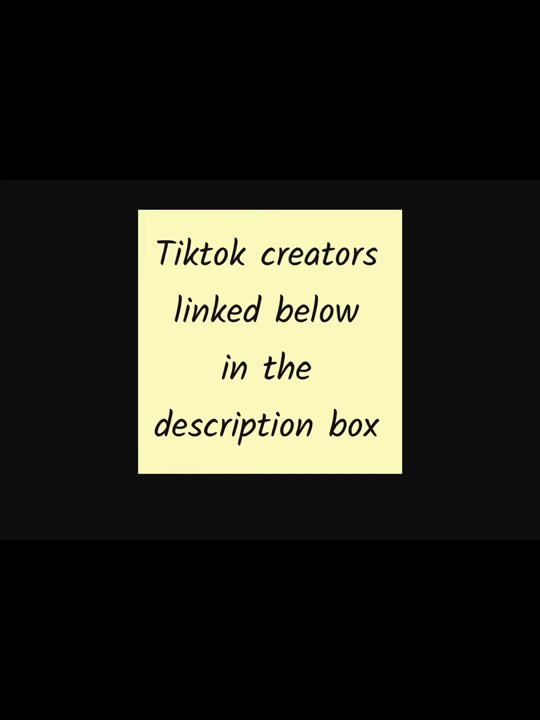 Tiktok creators
linked below
in the
description box